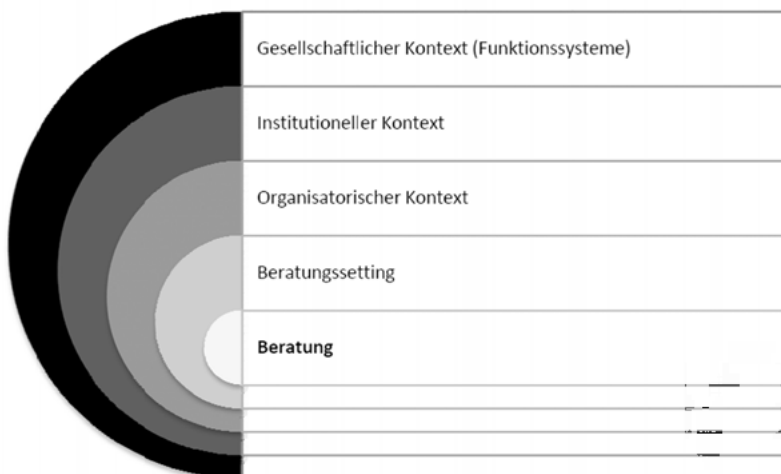 Gesellschaftlicher Kontext (Funktionssysteme)
Institutioneller Kontext
Organisatorischer Kontext
Beratungssetting
Beratung